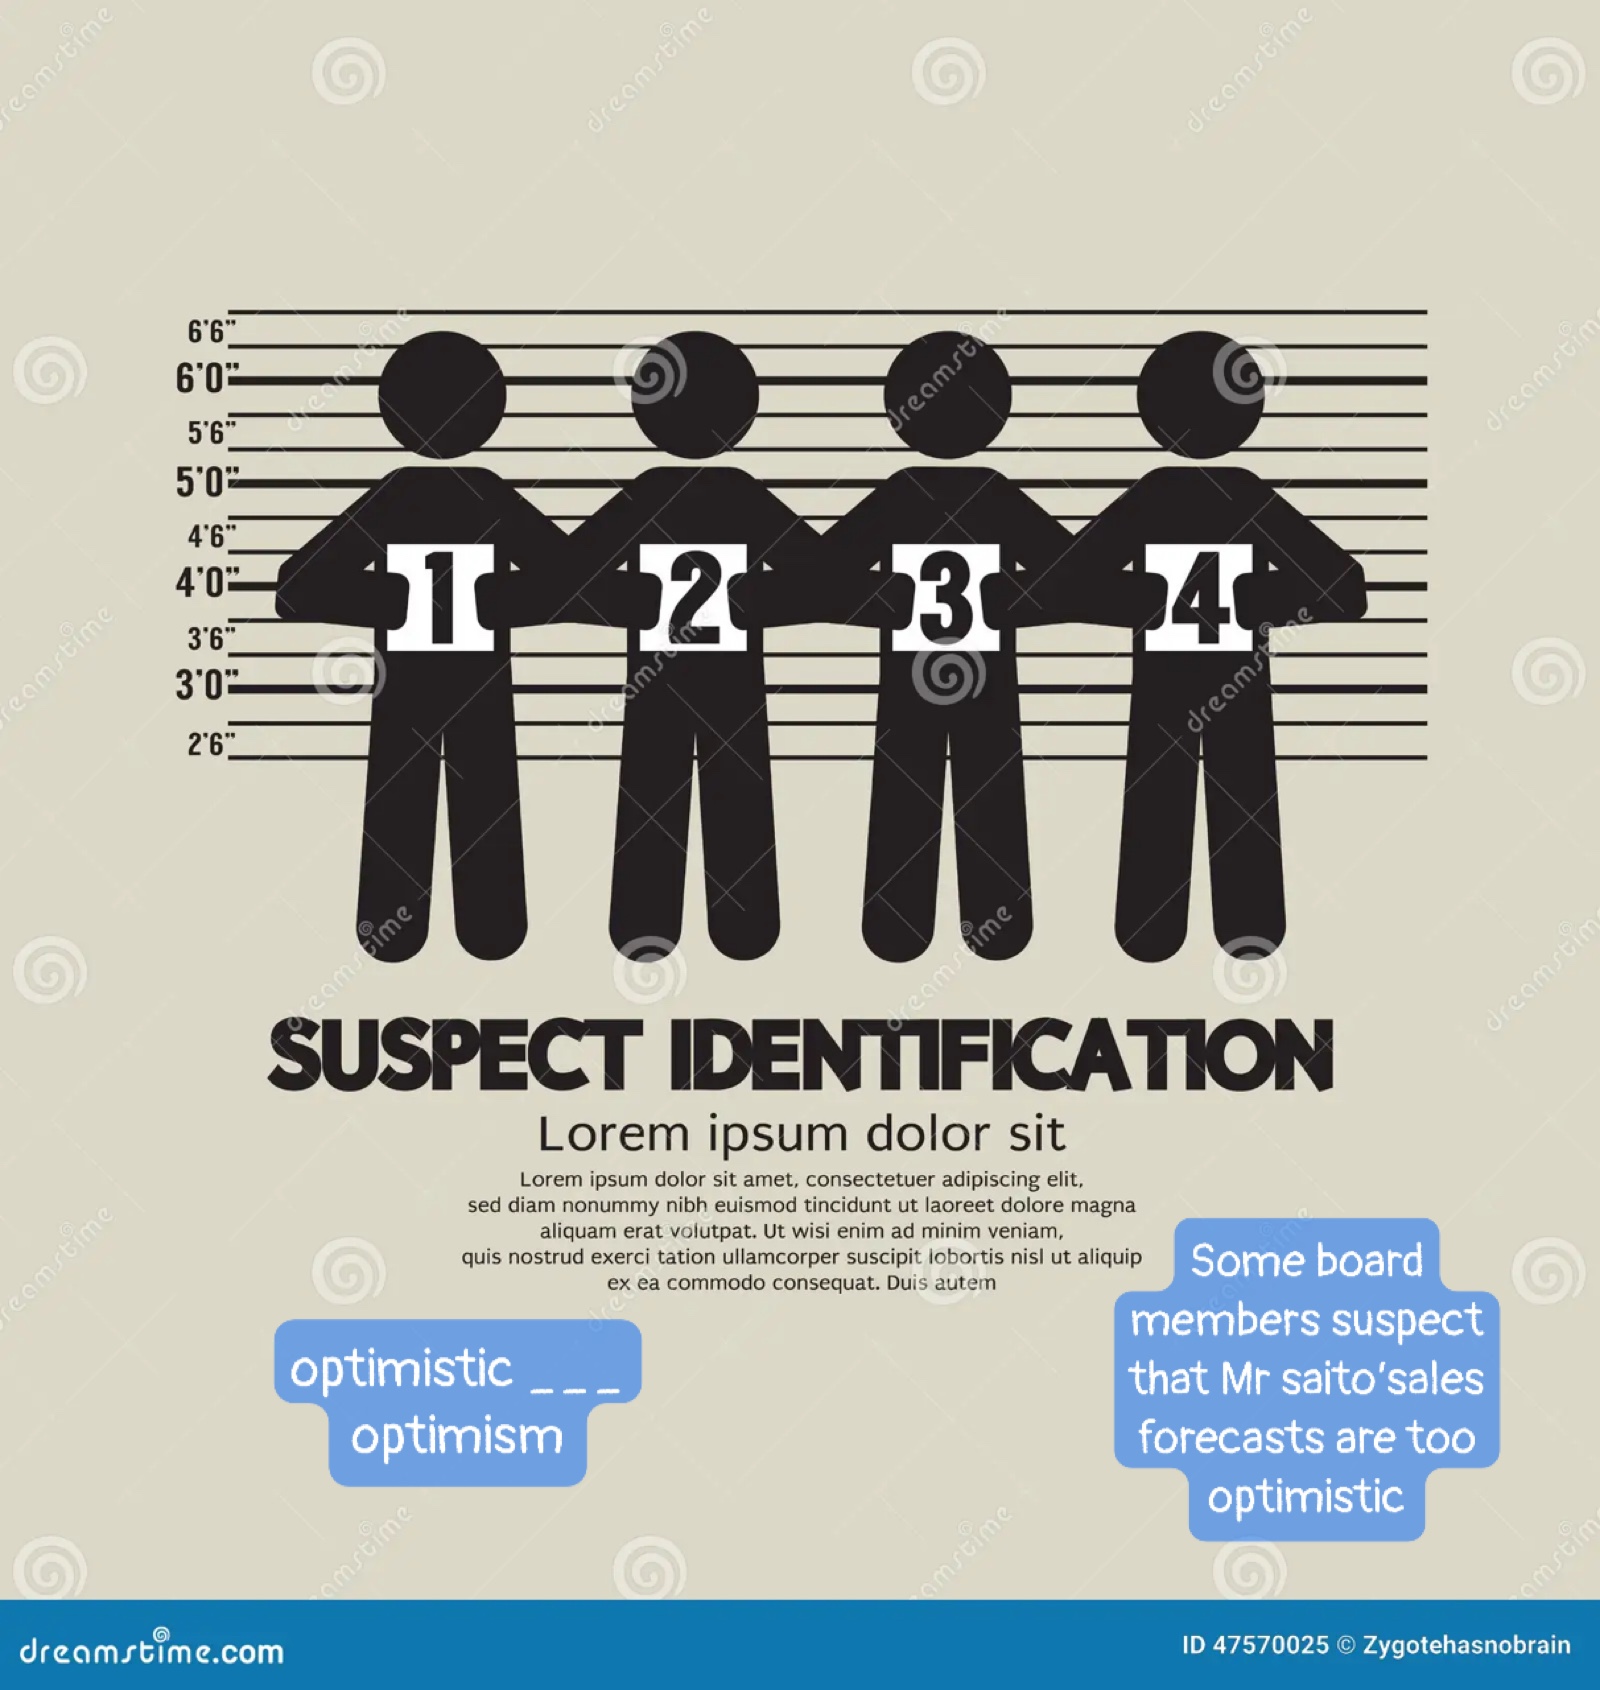 6'6"
6'0"
5'6"
5'0"
4'6"
4'0"
3'6"
3'0"
2'6"
1 2 3 4
SUSPECT IDENTIFICATION
Lorem ipsum dolor sit
Lorem ipsum dolor sit amet, consectetuer adipiscing elit,
sed diam nonummy nibh euismod tincidunt ut laoreet dolore magna
aliquam erat volutpat. Ut wisi enim ad minim veniam,
quis nostrud exerci tation ullamcorper suscipit lobortis nisl ut aliquip
ex ea commodo consequat. Duis autem
optimistic _ _ _
optimism
Some board
members suspect
that Mr saito'sales
forecasts are too
optimistic
dreamstime.com
ID 47570025 © Zygotehasnobrain